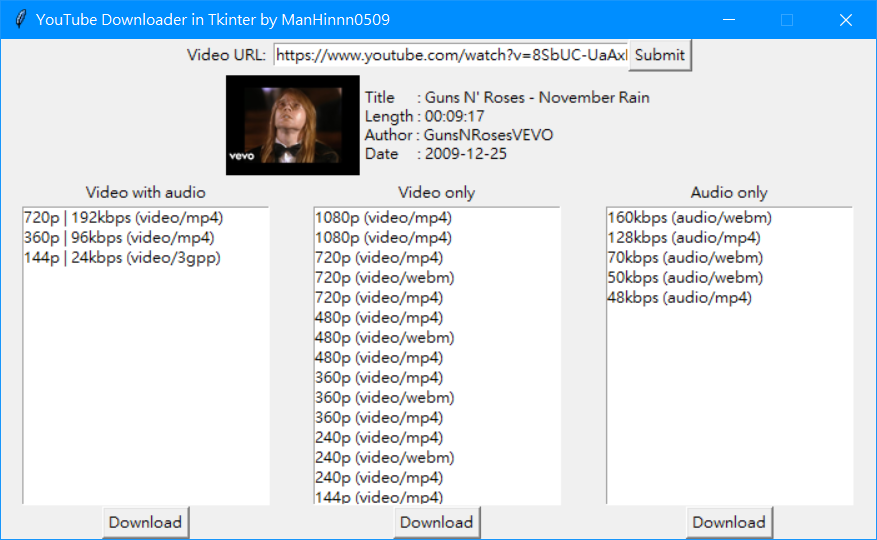 YouTube Downloader in Tkinter by ManHinnn0509
Video URL: https://www.youtube.com/watch?v=8SbUC-UaAx Submit
vevo
Title : Guns N' Roses - November Rain
Length : 00:09:17
Author : GunsNRosesVEVO
Date : 2009-12-25
Video with audio
720p | 192kbps (video/mp4)
360p | 96kbps (video/mp4)
144p | 24kbps (video/3gpp)
Download
Video only
1080p (video/mp4)
1080p (video/mp4)
720p (video/mp4)
720p (video/webm)
720p (video/mp4)
480p (video/mp4)
480p (video/webm)
480p (video/mp4)
360p (video/mp4)
360p (video/webm)
360p (video/mp4)
240p (video/mp4)
240p (video/webm)
240p (video/mp4)
144p (video/mp4)
Download
Audio only
160kbps (audio/webm)
128kbps (audio/mp4)
70kbps (audio/webm)
50kbps (audio/webm)
48kbps (audio/mp4)
Download